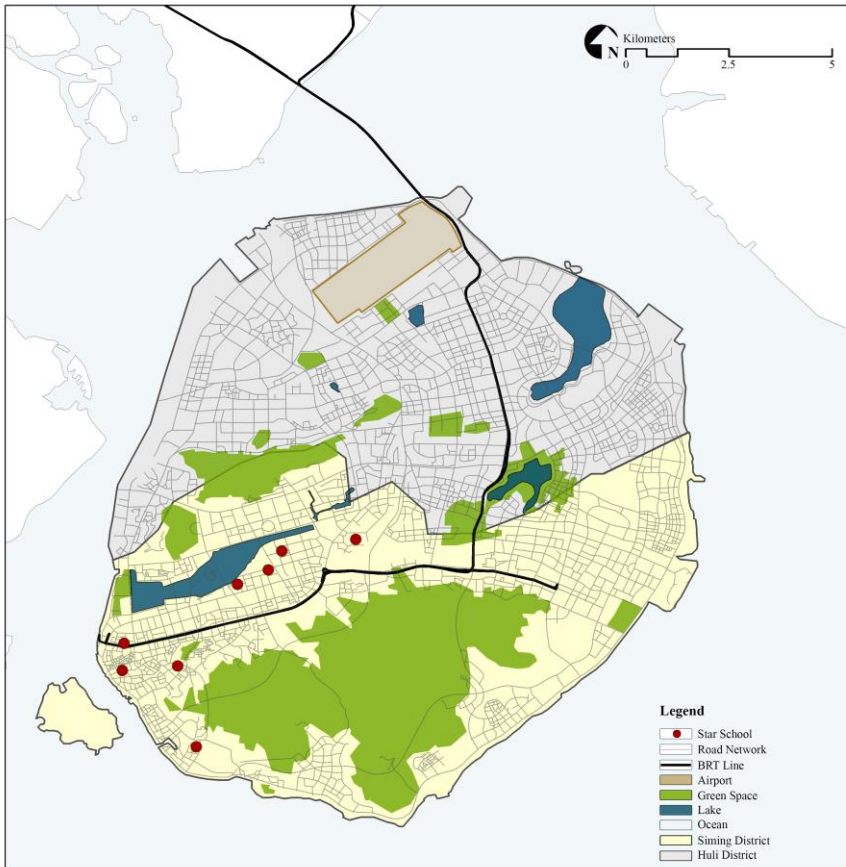 Kilometers
N
0 2.5 5
Legend
Star School
Road Network
BRT Line
Airport
Green Space
Lake
Ocean
Siming District
Huli District